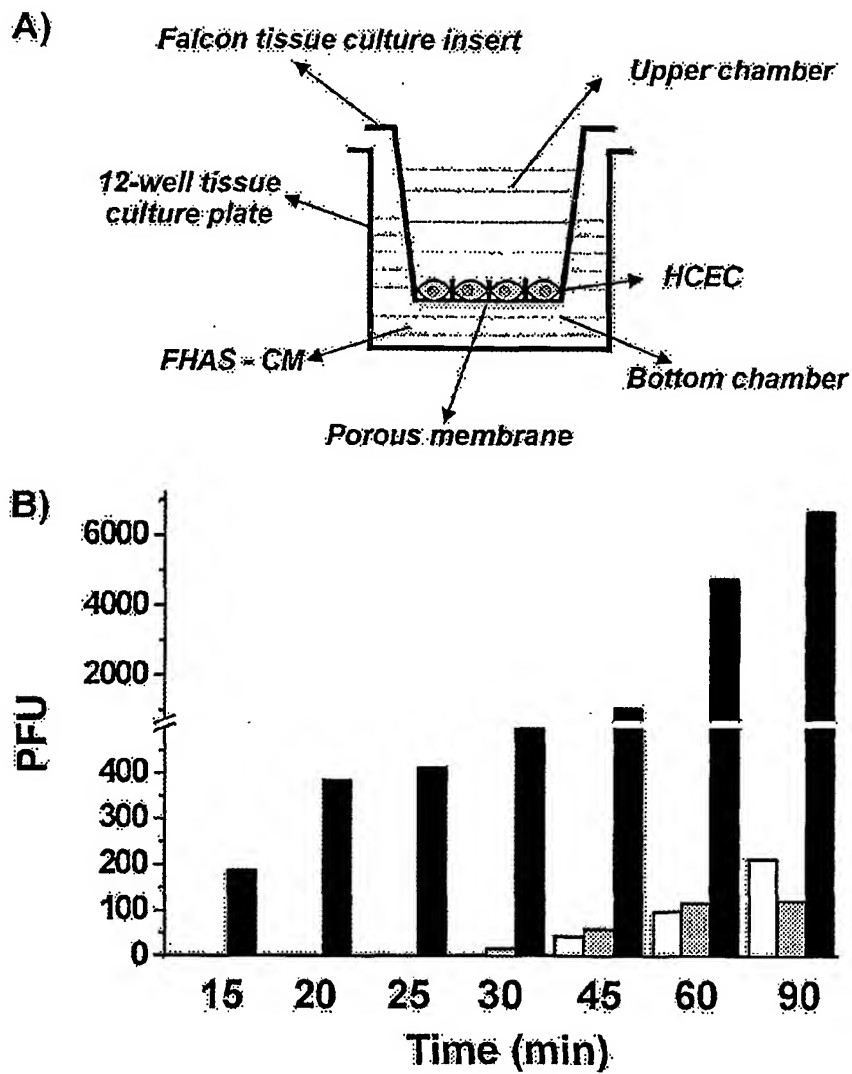 A)
Falcon tissue culture insert
Upper chamber
12-well tissue
culture plate
HCEC
FHAS - CM
Bottom chamber
Porous membrane
B)
6000
4000
2000
400
300
200
100
0
PFU
15 20 25 30 45 60 90
Time (min)